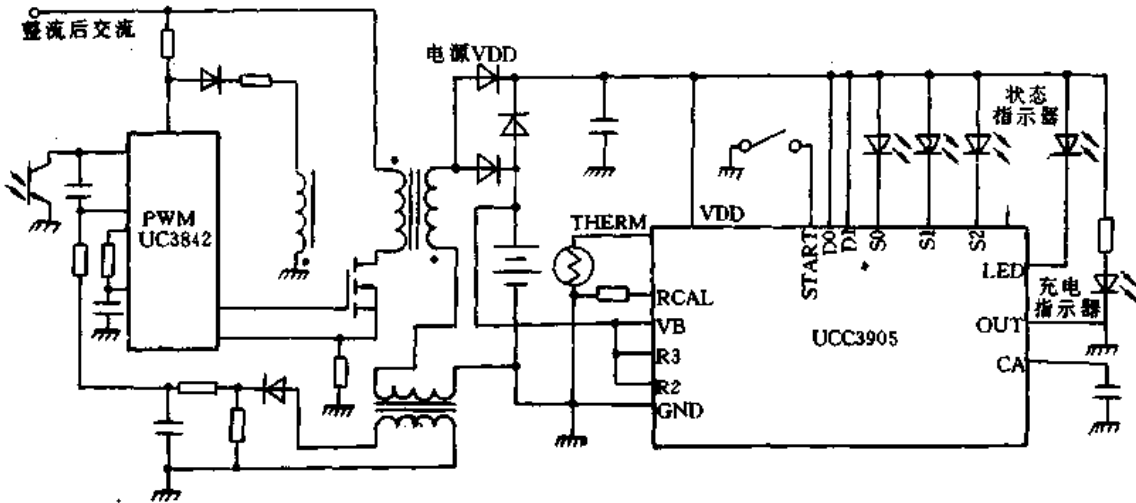 整流后交流
电源VDD
状态
指示器
PWM
UC3842
THERM
VDD
START
D0
D1
S0
S1
S2
LED
RCAL
充电
指示器
VB
OUT
UCC3905
R3
CA
R2
GND